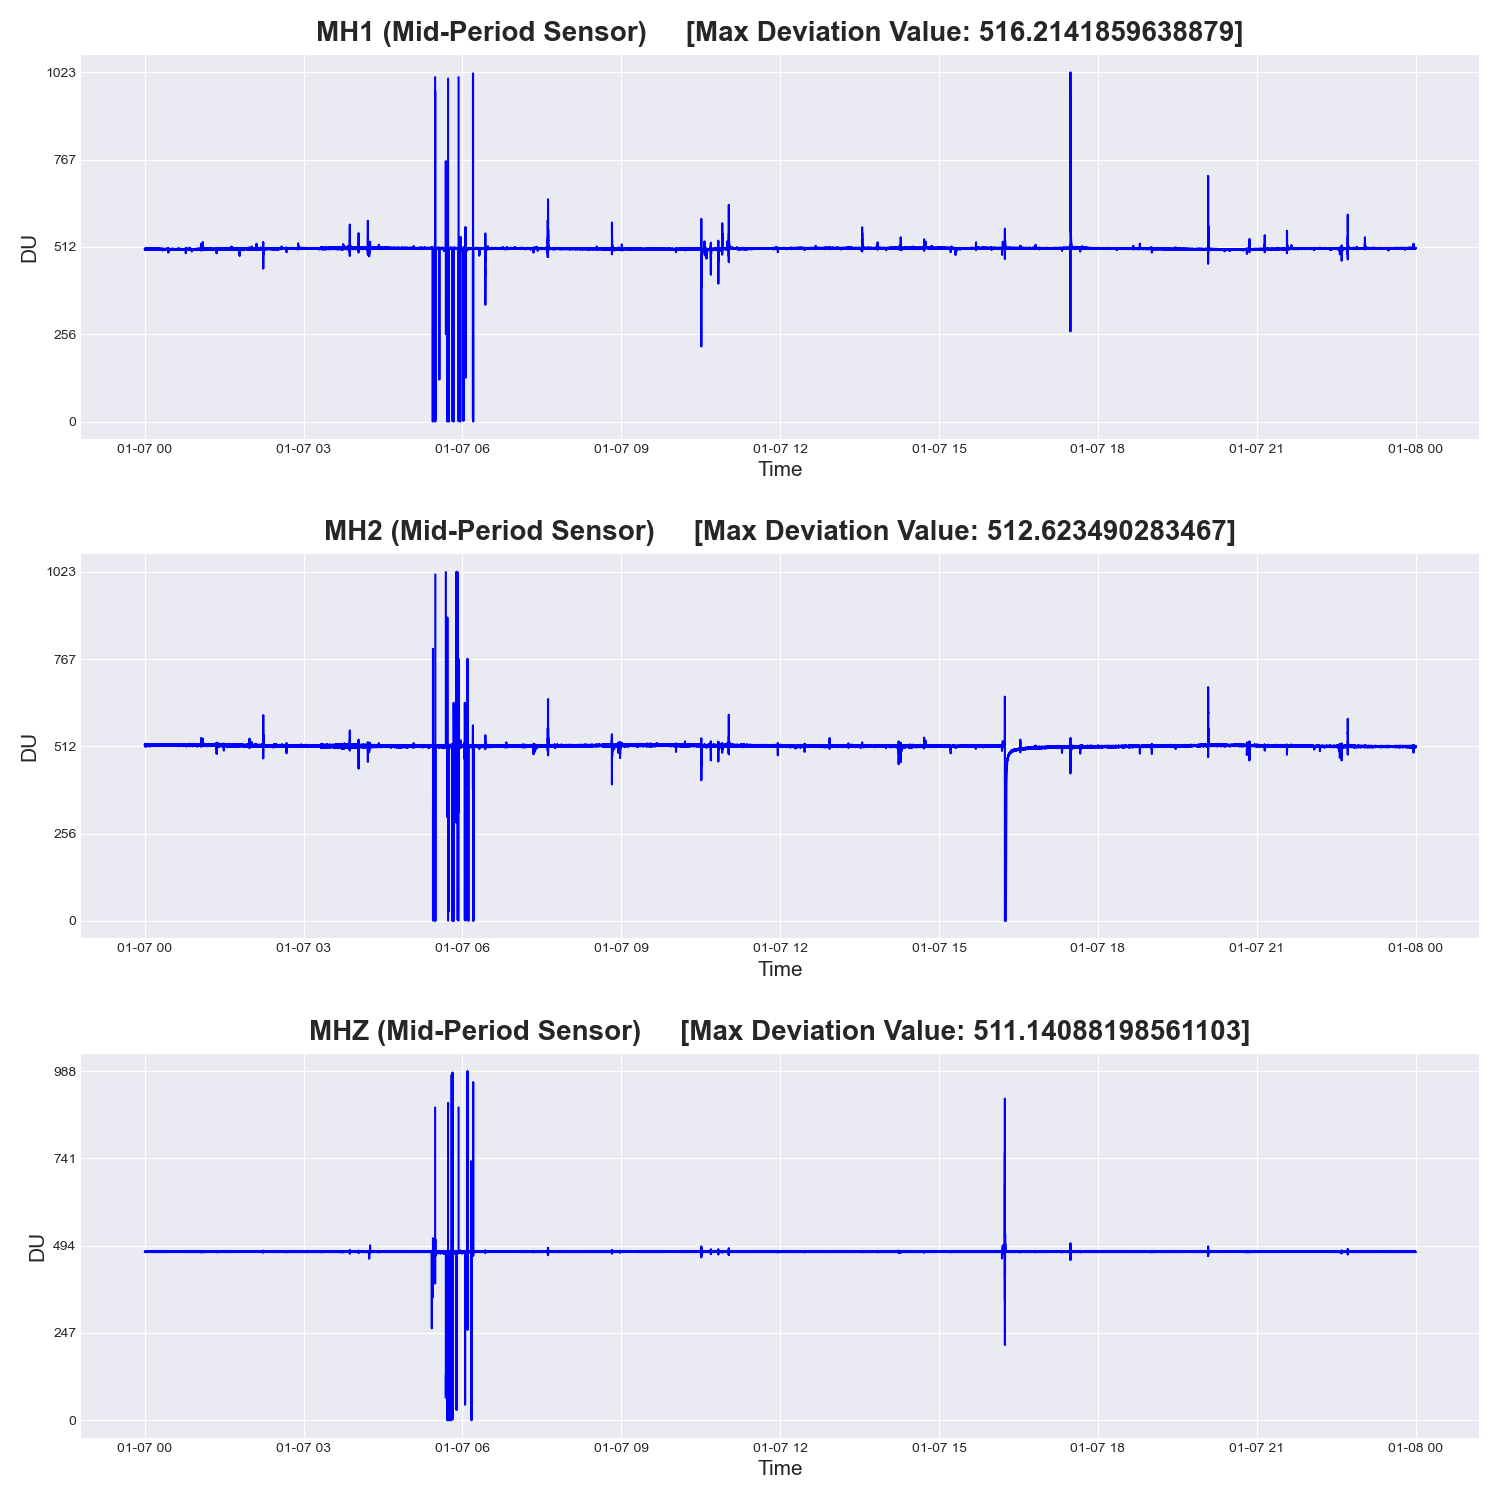 MH1 (Mid-Period Sensor) [Max Deviation Value: 516.2141859638879]
1023
767
512
256
0
DU
01-07 00 01-07 03 01-07 06 01-07 09 01-07 12 01-07 15 01-07 18 01-07 21 01-08 00
Time
MH2 (Mid-Period Sensor) [Max Deviation Value: 512.623490283467]
1023
767
512
256
0
DU
01-07 00 01-07 03 01-07 06 01-07 09 01-07 12 01-07 15 01-07 18 01-07 21 01-08 00
Time
MHZ (Mid-Period Sensor) [Max Deviation Value: 511.14088198561103]
988
741
494
247
0
DU
01-07 00 01-07 03 01-07 06 01-07 09 01-07 12 01-07 15 01-07 18 01-07 21 01-08 00
Time